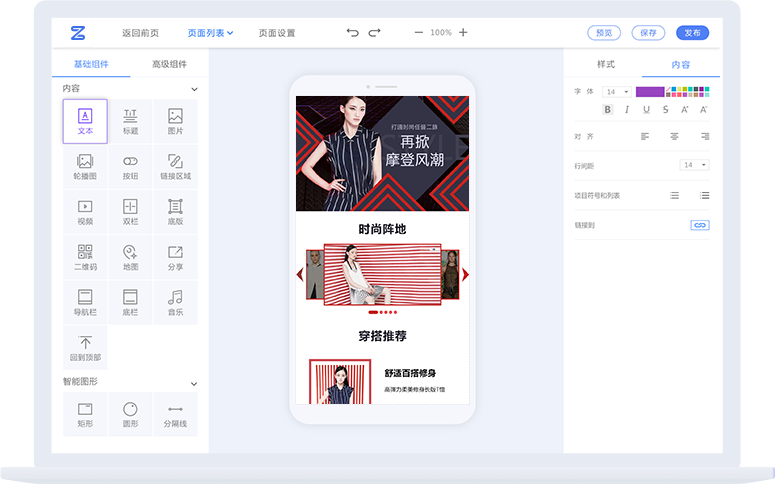 返回前页 页面列表 页面设置 100% 预览 保存 发布
基础组件 高级组件
内容
文本 标题 图片
轮播图 按钮 链接区域
视频 双栏 底版
二维码 地图 分享
导航栏 底栏 音乐
回到顶部
智能图形
矩形 圆形 分隔线
打造时尚佳丽二触
再掀
摩登风潮
STYLE
时尚阵地
穿搭推荐
舒适百搭修身
高弹力柔美修身长版T恤
样式 内容
字 体 14
B I U S A A
对 齐
行间距 14
项目符号和列表
链接到